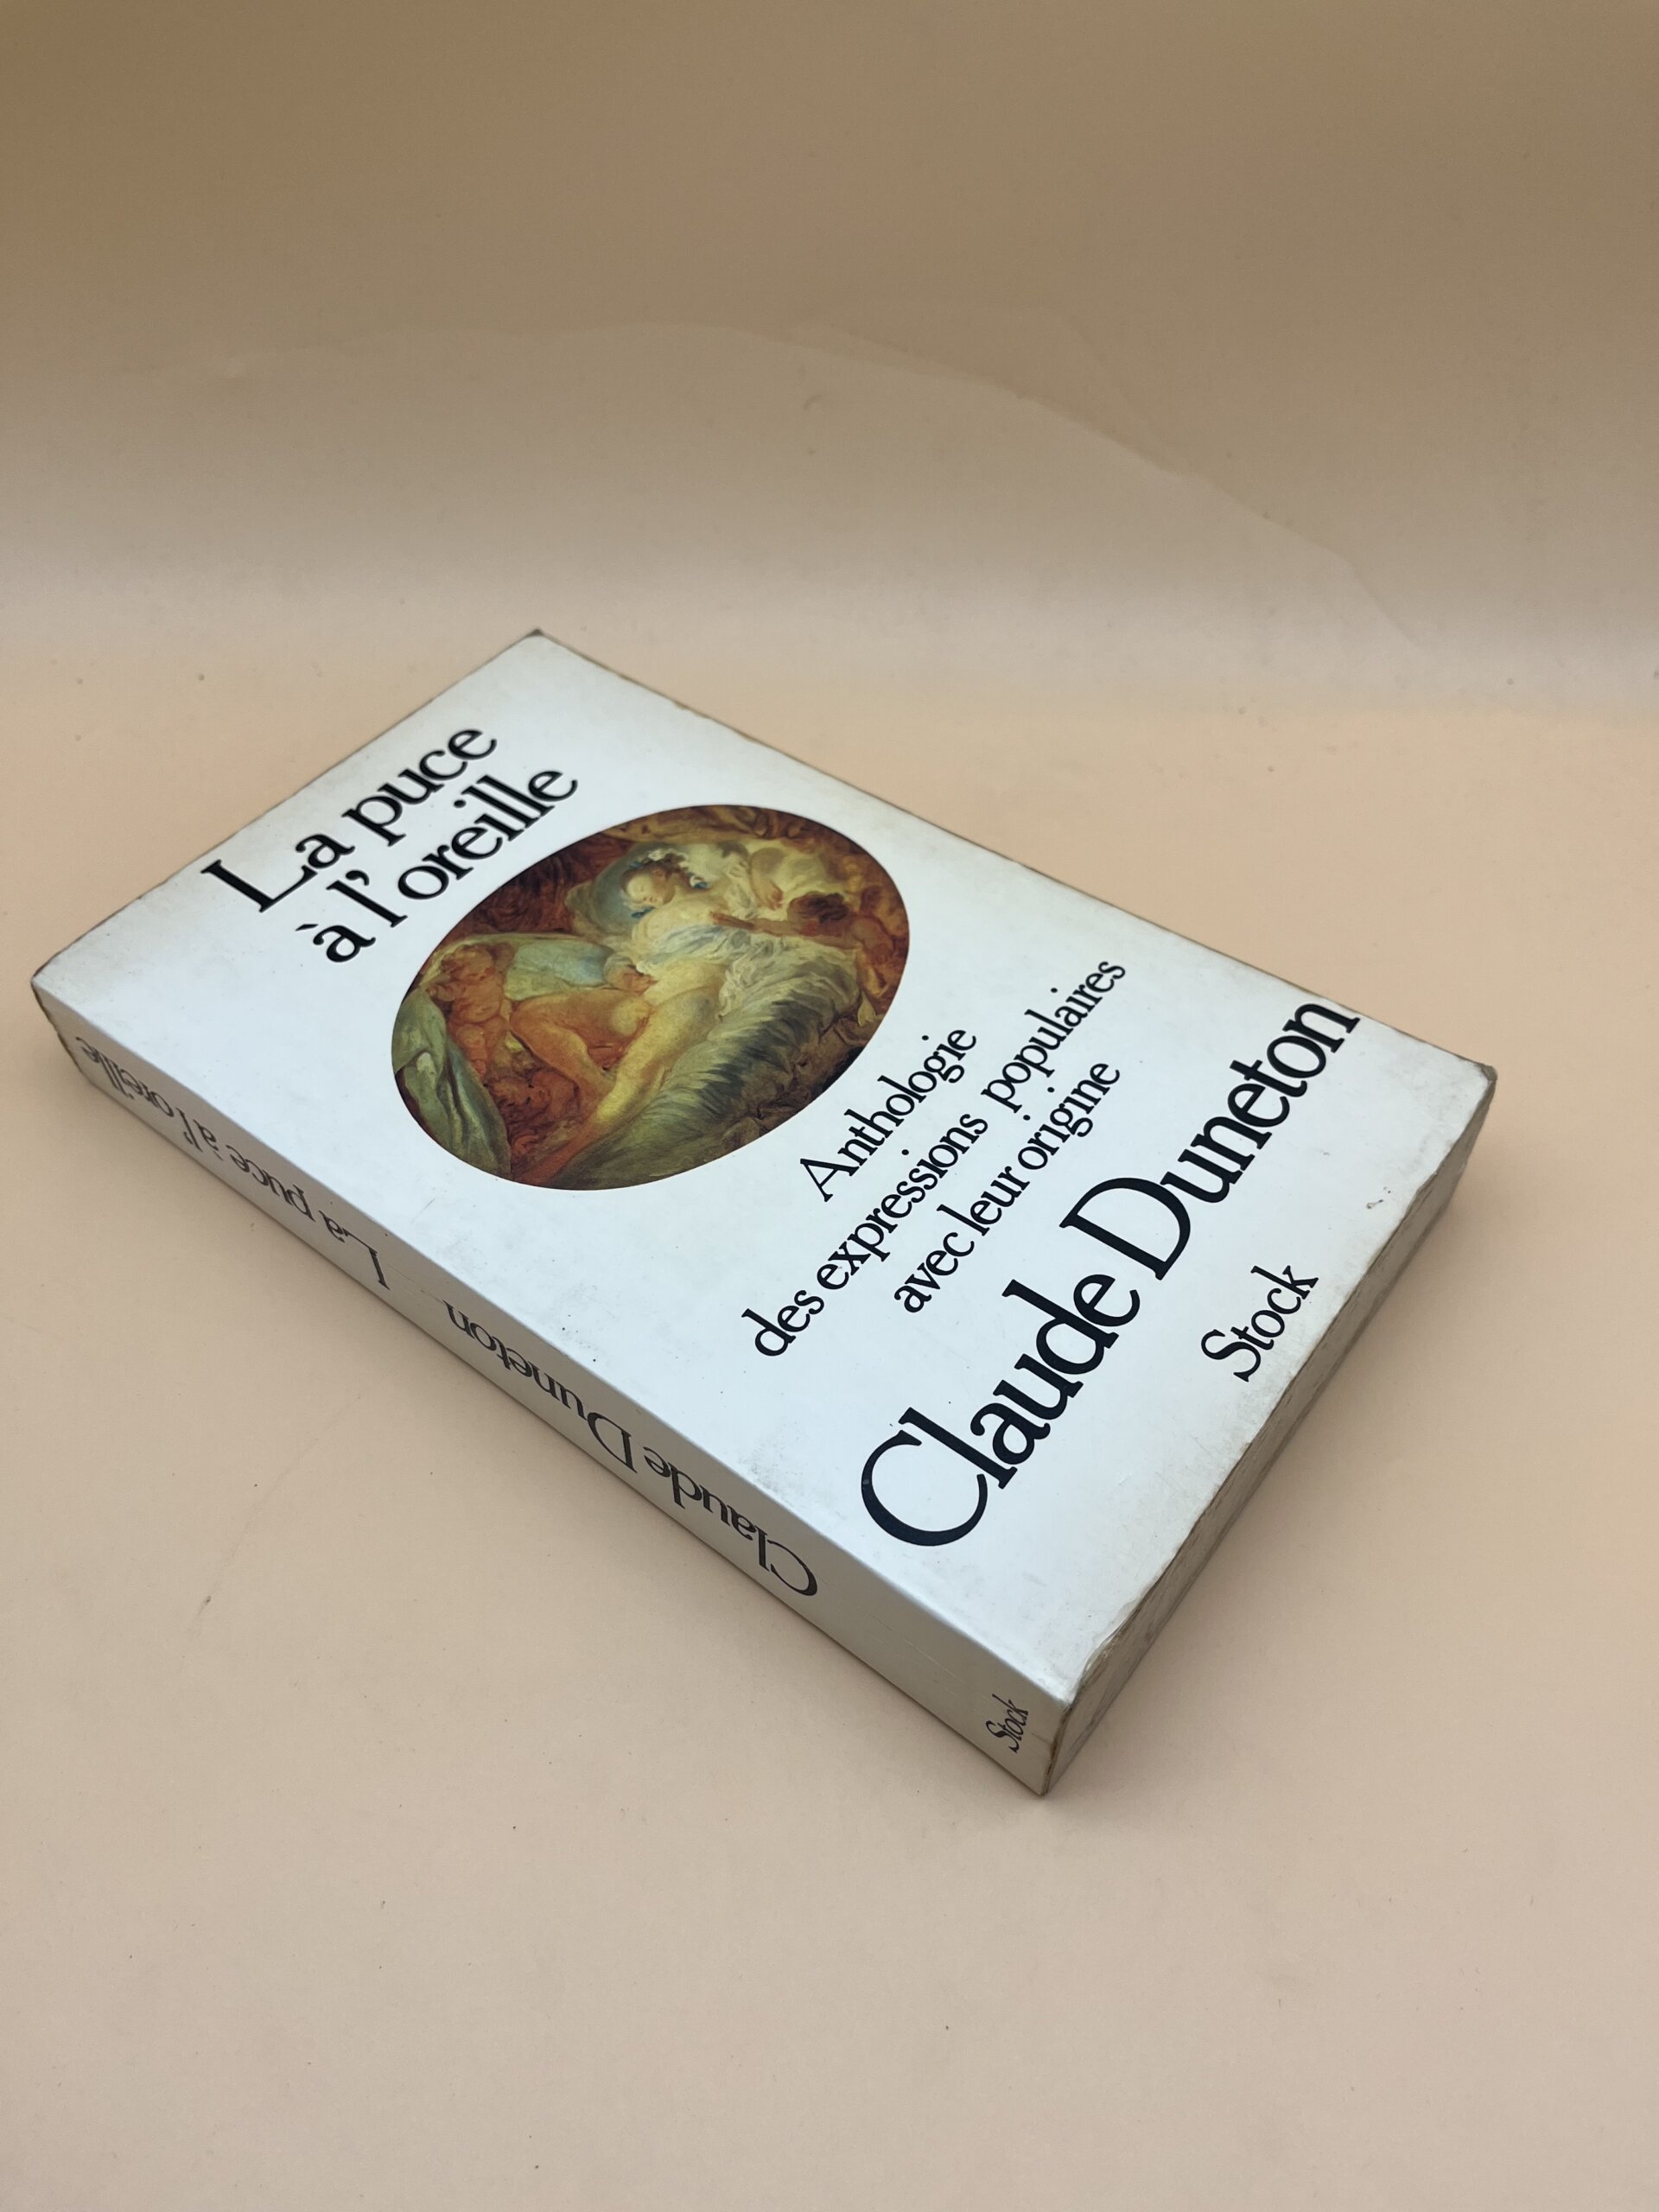 La puce
à l'oreille
Anthologie
des expressions populaires
avec leur origine
Claude Duneton
Stock
Claude Duneton La puce à l'oreille
Stock